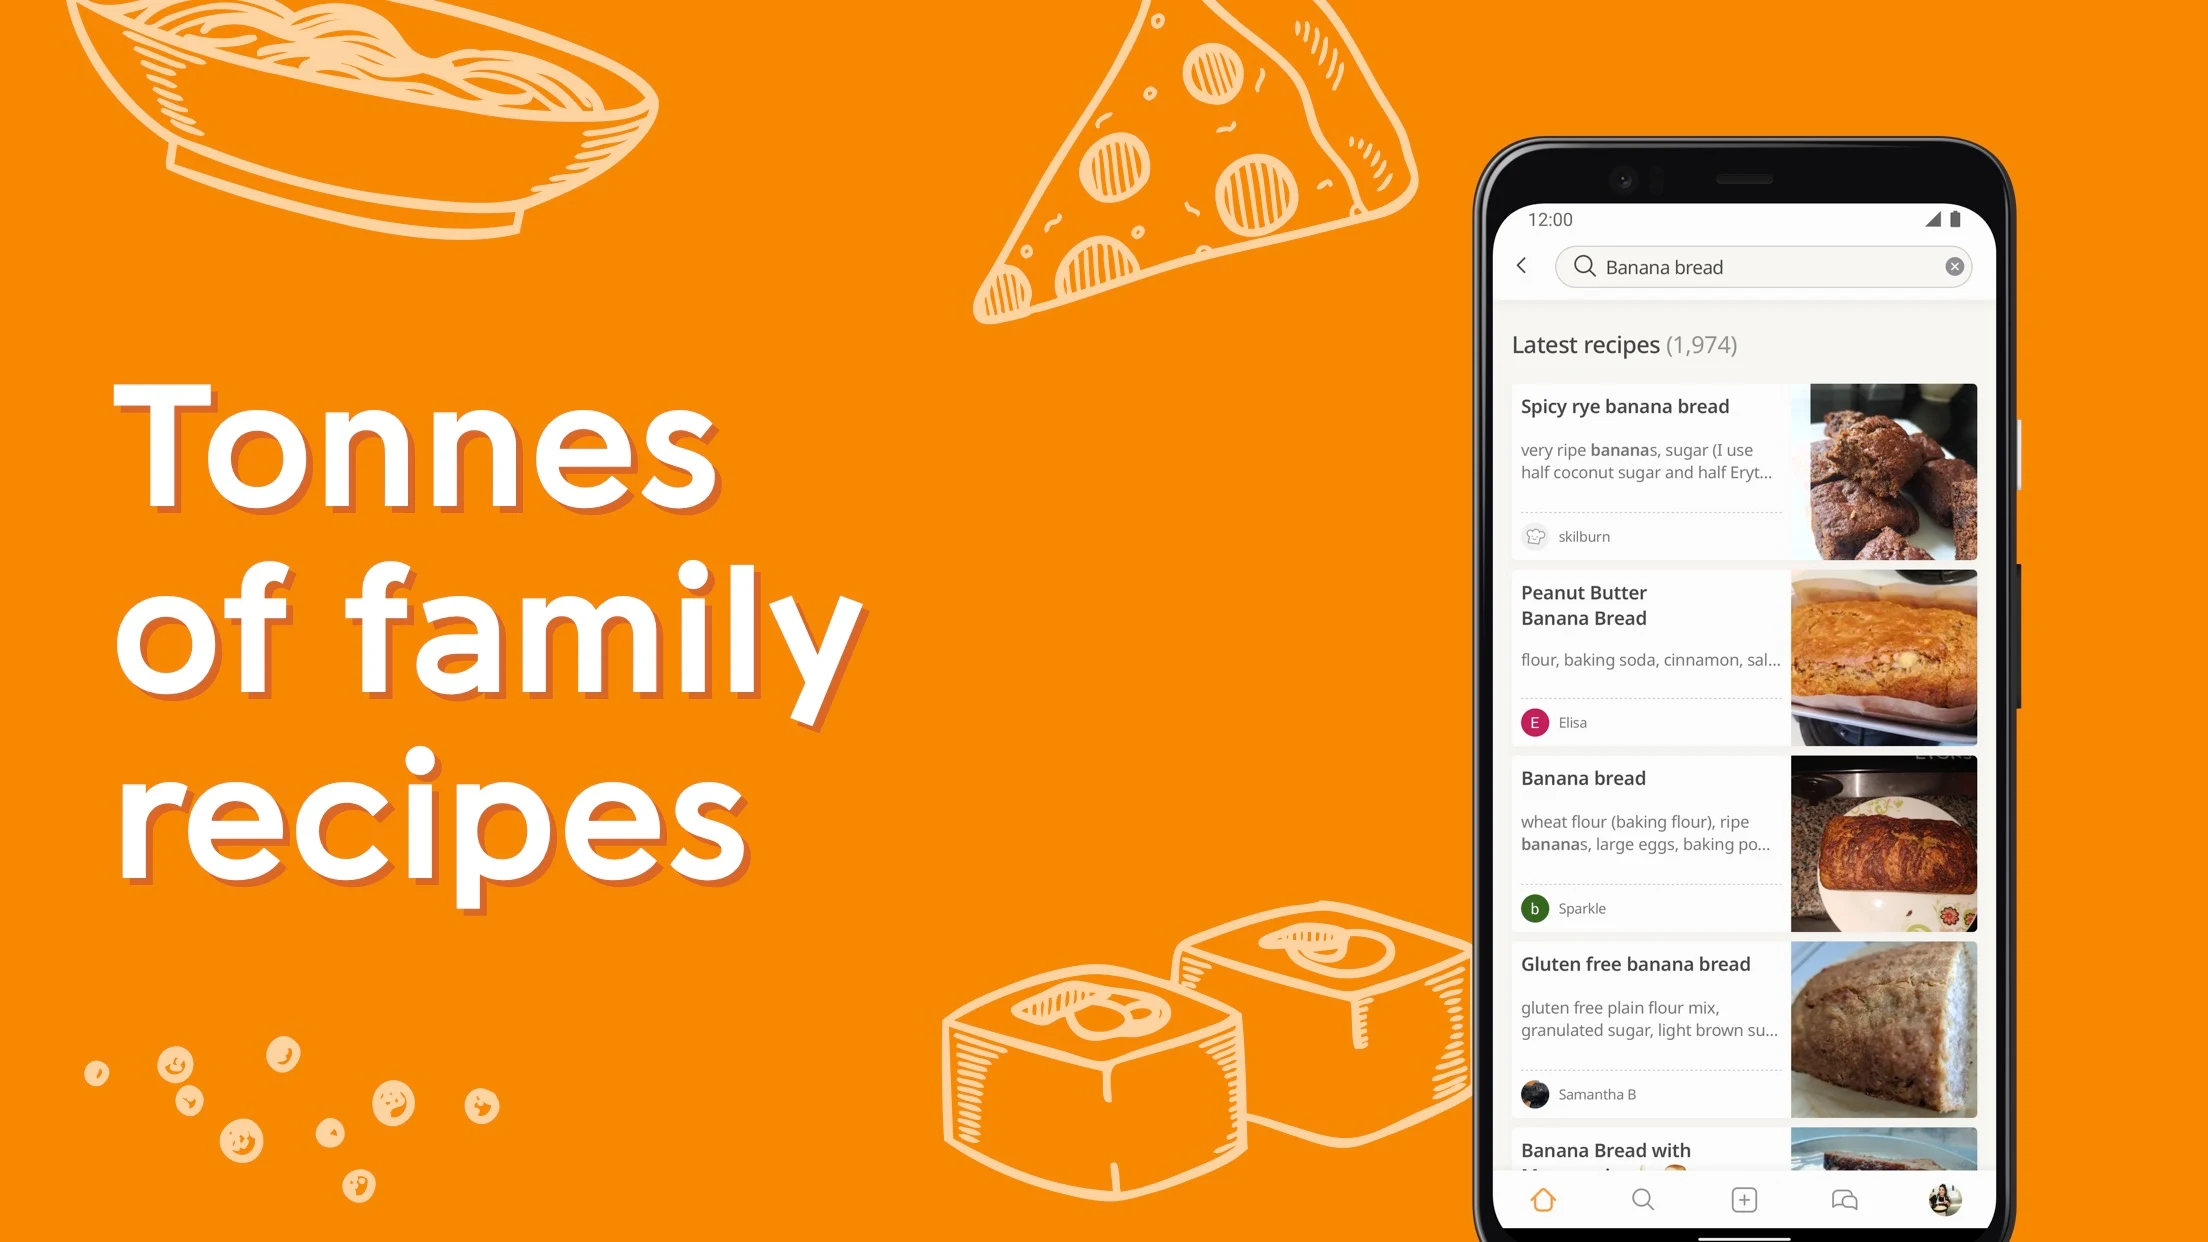 Tonnes
of family
recipes
12:00
Banana bread
Latest recipes (1,974)
Spicy rye banana bread
very ripe bananas, sugar (I use
half coconut sugar and half Eryt...
skilburn
Peanut Butter
Banana Bread
flour, baking soda, cinnamon, sal...
E
Elisa
Banana bread
wheat flour (baking flour), ripe
bananas, large eggs, baking po...
b
Sparkle
Gluten free banana bread
gluten free plain flour mix,
granulated sugar, light brown su...
Samantha B
Banana Bread with